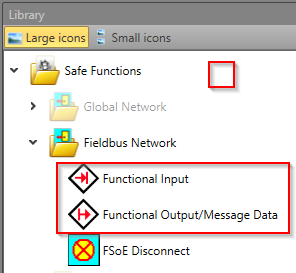 Library
Large icons Small icons
Safe Functions
Global Network
Fieldbus Network
Functional Input
Functional Output/Message Data
FSoE Disconnect